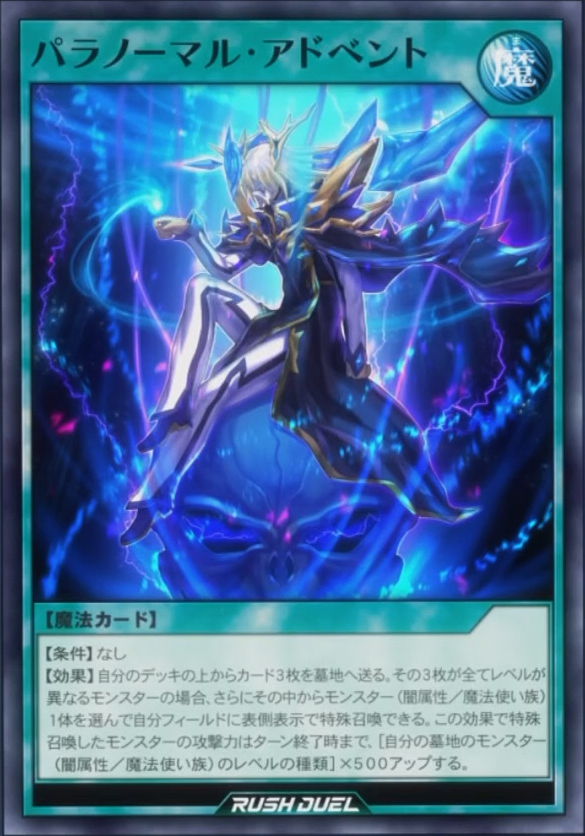 パラノーマル・アドベント
魔
【魔法カード】
【条件】なし
【効果】自分のデッキの上からカード3枚を墓地へ送る。その3枚が全てレベルが
異なるモンスターの場合、さらにその中からモンスター（闇属性／魔法使い族）
1体を選んで自分フィールドに表側表示で特殊召喚できる。この効果で特殊
召喚したモンスターの攻撃力はターン終了時まで、［自分の墓地のモンスター
（闇属性／魔法使い族）のレベルの種類］×500アップする。
RUSH DUEL